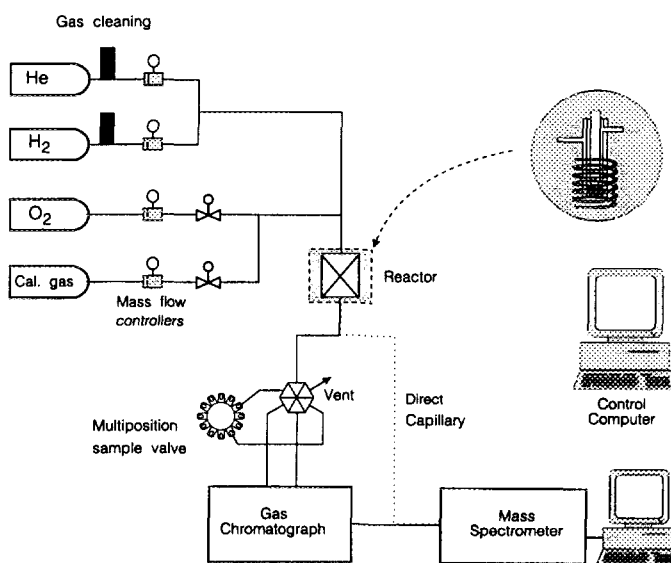 Gas cleaning
He
H2
O2
Cal. gas
Mass flow
controllers
Reactor
Vent
Multiposition
sample valve
Direct
Capillary
Control
Computer
Gas
Chromatograph
Mass
Spectrometer